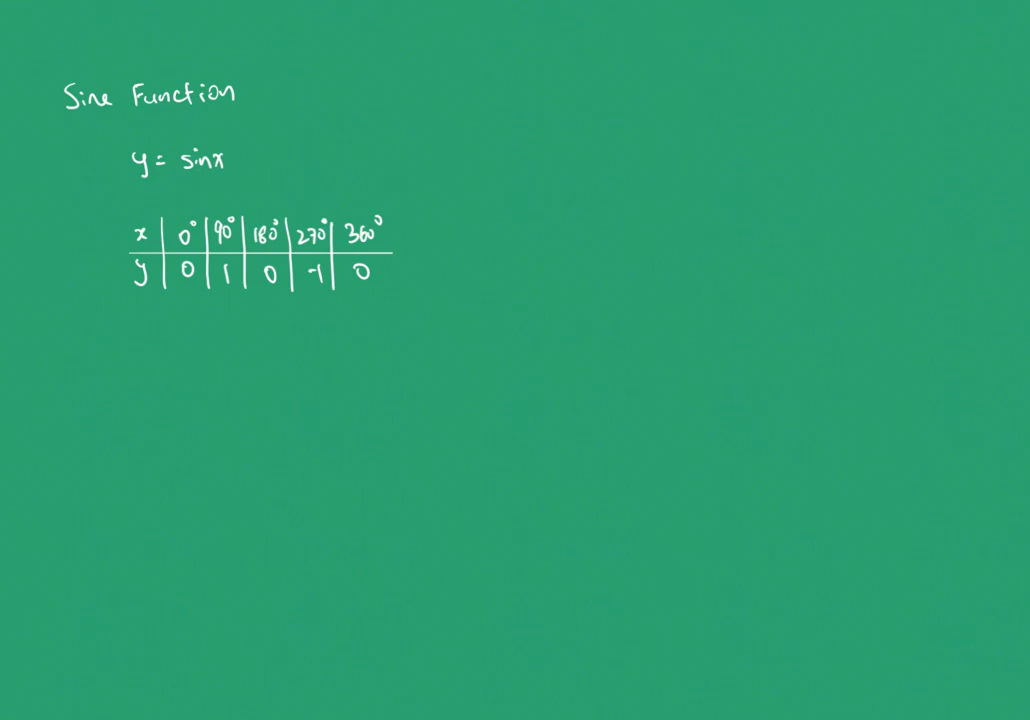 Sine Function
y = sinx
x 0° 90° 180° 270° 360°
y 0 1 0 -1 0